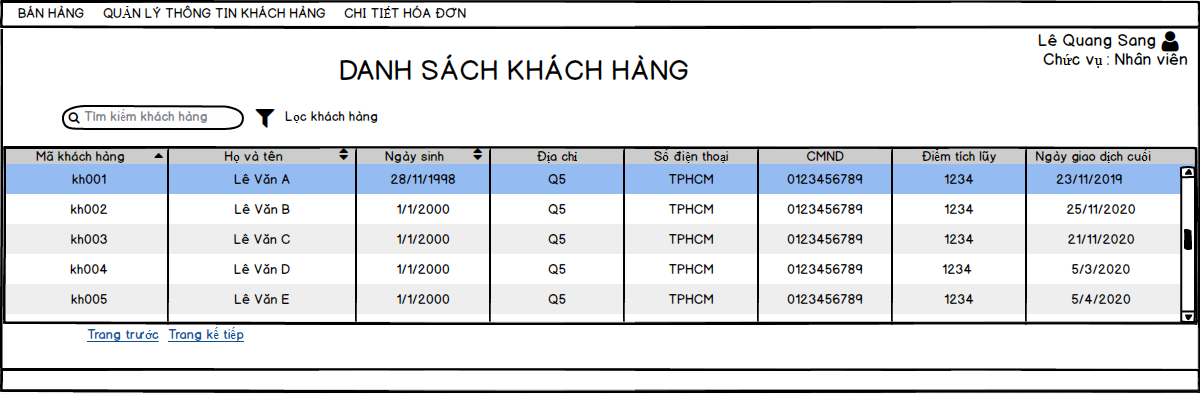 BÁN HÀNG QUẢN LÝ THÔNG TIN KHÁCH HÀNG CHI TIẾT HÓA ĐƠN
Lê Quang Sang
Chức vụ : Nhân viên
DANH SÁCH KHÁCH HÀNG
Tìm kiếm khách hàng Lọc khách hàng
Mã khách hàng Họ và tên Ngày sinh Địa chỉ Số điện thoại CMND Điểm tích lũy Ngày giao dịch cuối
kh001 Lê Văn A 28/11/1998 Q5 TPHCM 0123456789 1234 23/11/2019
kh002 Lê Văn B 1/1/2000 Q5 TPHCM 0123456789 1234 25/11/2020
kh003 Lê Văn C 1/1/2000 Q5 TPHCM 0123456789 1234 21/11/2020
kh004 Lê Văn D 1/1/2000 Q5 TPHCM 0123456789 1234 5/3/2020
kh005 Lê Văn E 1/1/2000 Q5 TPHCM 0123456789 1234 5/4/2020
Trang trước Trang kế tiếp